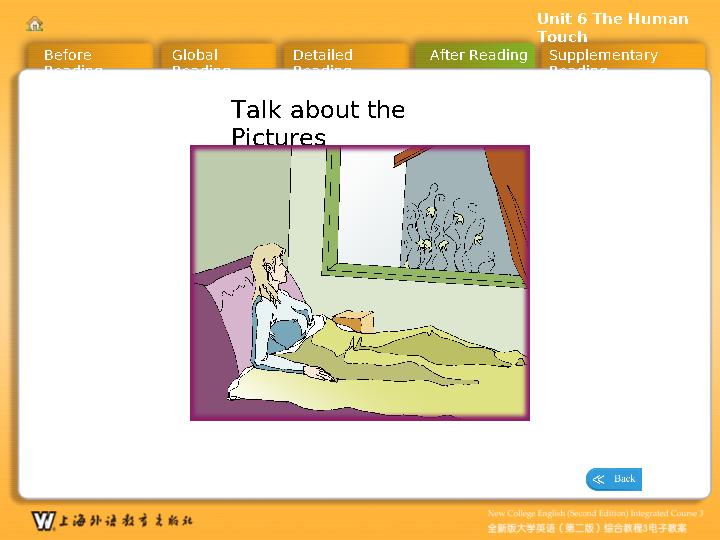 Unit 6 The Human
Touch
Before
Reading
Global
Reading
Detailed
Reading
After Reading
Supplementary
Reading
Talk about the
Pictures
Back
New College English (Second Edition) Integrated Course 3
全新版大学英语（第二版）综合教程3电子教案
上海外语教育出版社